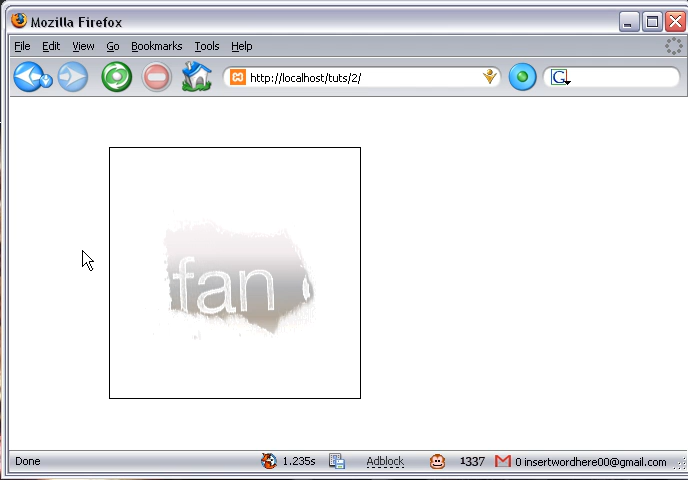 Mozilla Firefox
File Edit View Go Bookmarks Tools Help
http://localhost/tuts/2/
G
fan
Done 1.235s Adblock 1337 0 insertwordhere00@gmail.com